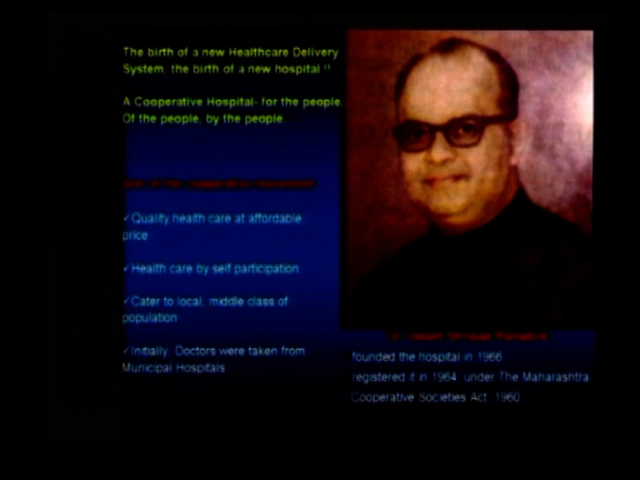 The birth of a new Healthcare Delivery
System, the birth of a new hospital !!
A Cooperative Hospital- for the people,
Of the people, by the people...
✓Quality health care at affordable
price
✓Health care by self participation
✓Cater to local, middle class of
population
✓Initially, Doctors were taken from
Municipal Hospitals
founded the hospital in 1966
registered it in 1964, under The Maharashtra
Cooperative Societies Act, 1960